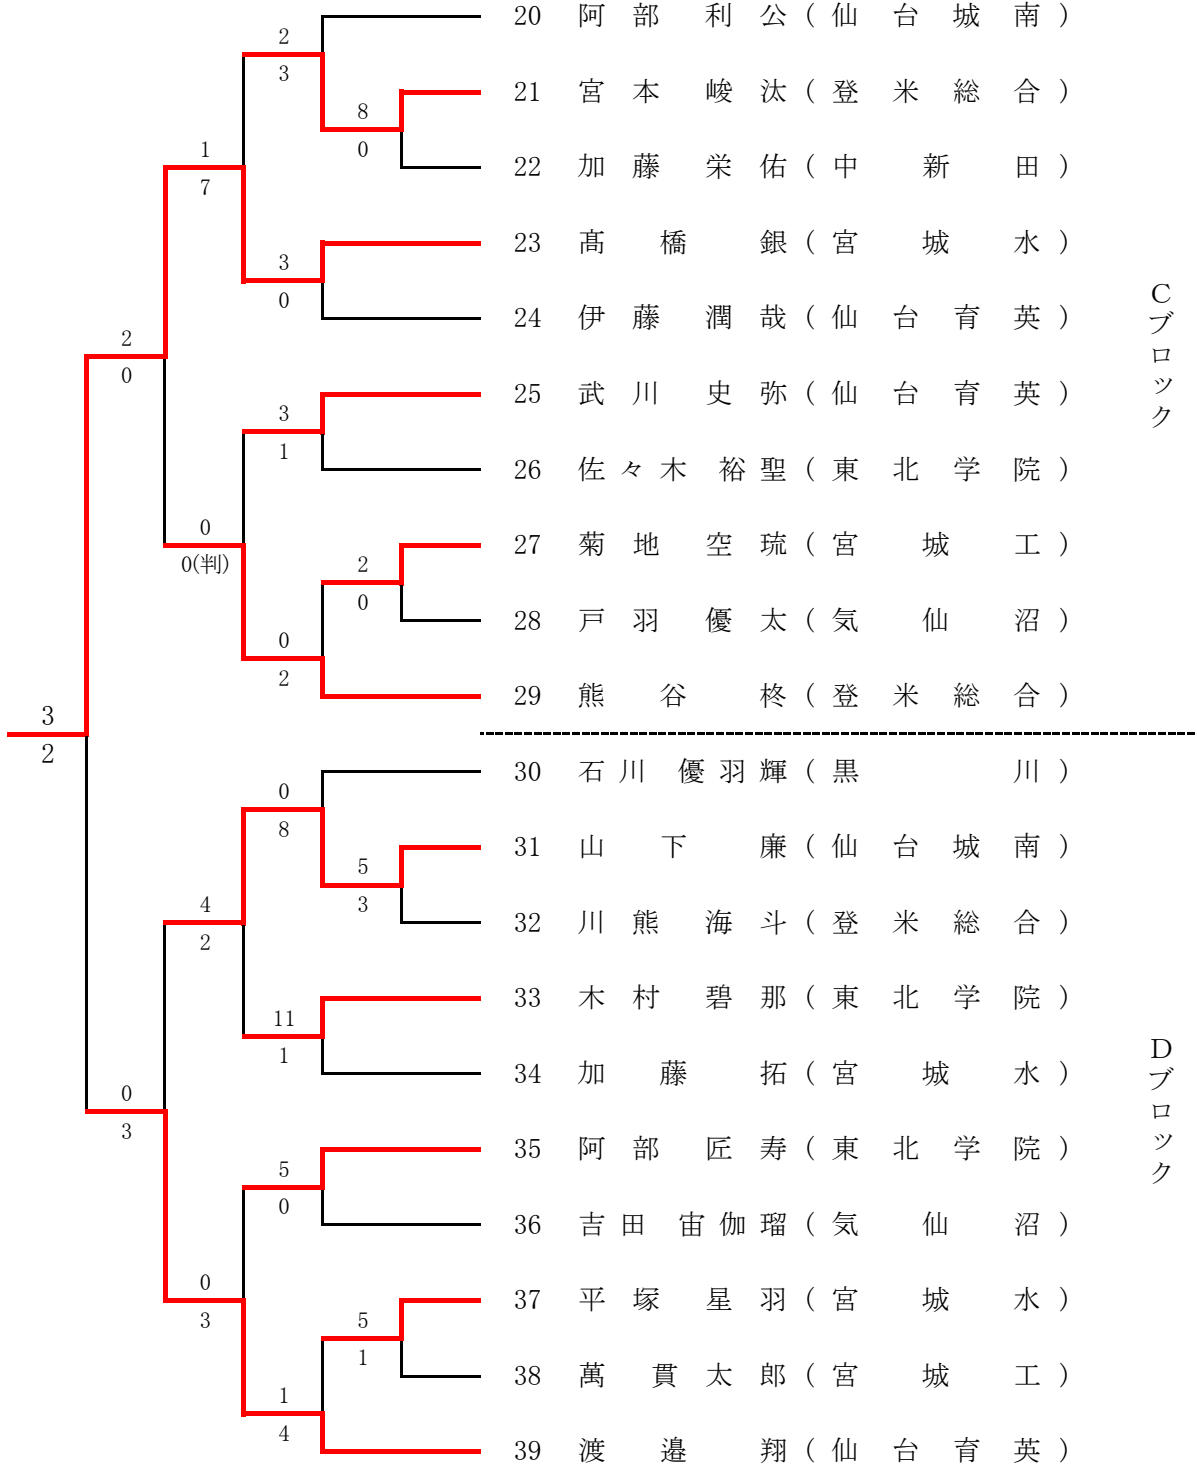 20 阿部 利公 (仙台城南)
2
3
21 宮本 峻汰 (登米総合)
8
0
1
7
22 加藤 栄佑 (中新田)
23 髙橋 銀 (宮城水)
3
0
24 伊藤 潤哉 (仙台育英)
Cブロック
2
0
25 武川 史弥 (仙台育英)
3
1
26 佐々木 裕聖 (東北学院)
0
0(判)
27 菊地 空琉 (宮城工)
2
0
28 戸羽 優太 (気仙沼)
0
2
29 熊谷 柊 (登米総合)
3
2
30 石川 優羽輝 (黒川)
0
8
31 山下 廉 (仙台城南)
5
3
4
2
32 川熊 海斗 (登米総合)
33 木村 碧那 (東北学院)
11
1
34 加藤 拓 (宮城水)
Dブロック
0
3
35 阿部 匠寿 (東北学院)
5
0
36 吉田 宙伽瑠 (気仙沼)
0
3
37 平塚 星羽 (宮城水)
5
1
38 萬 貫太郎 (宮城工)
1
4
39 渡邉 翔 (仙台育英)